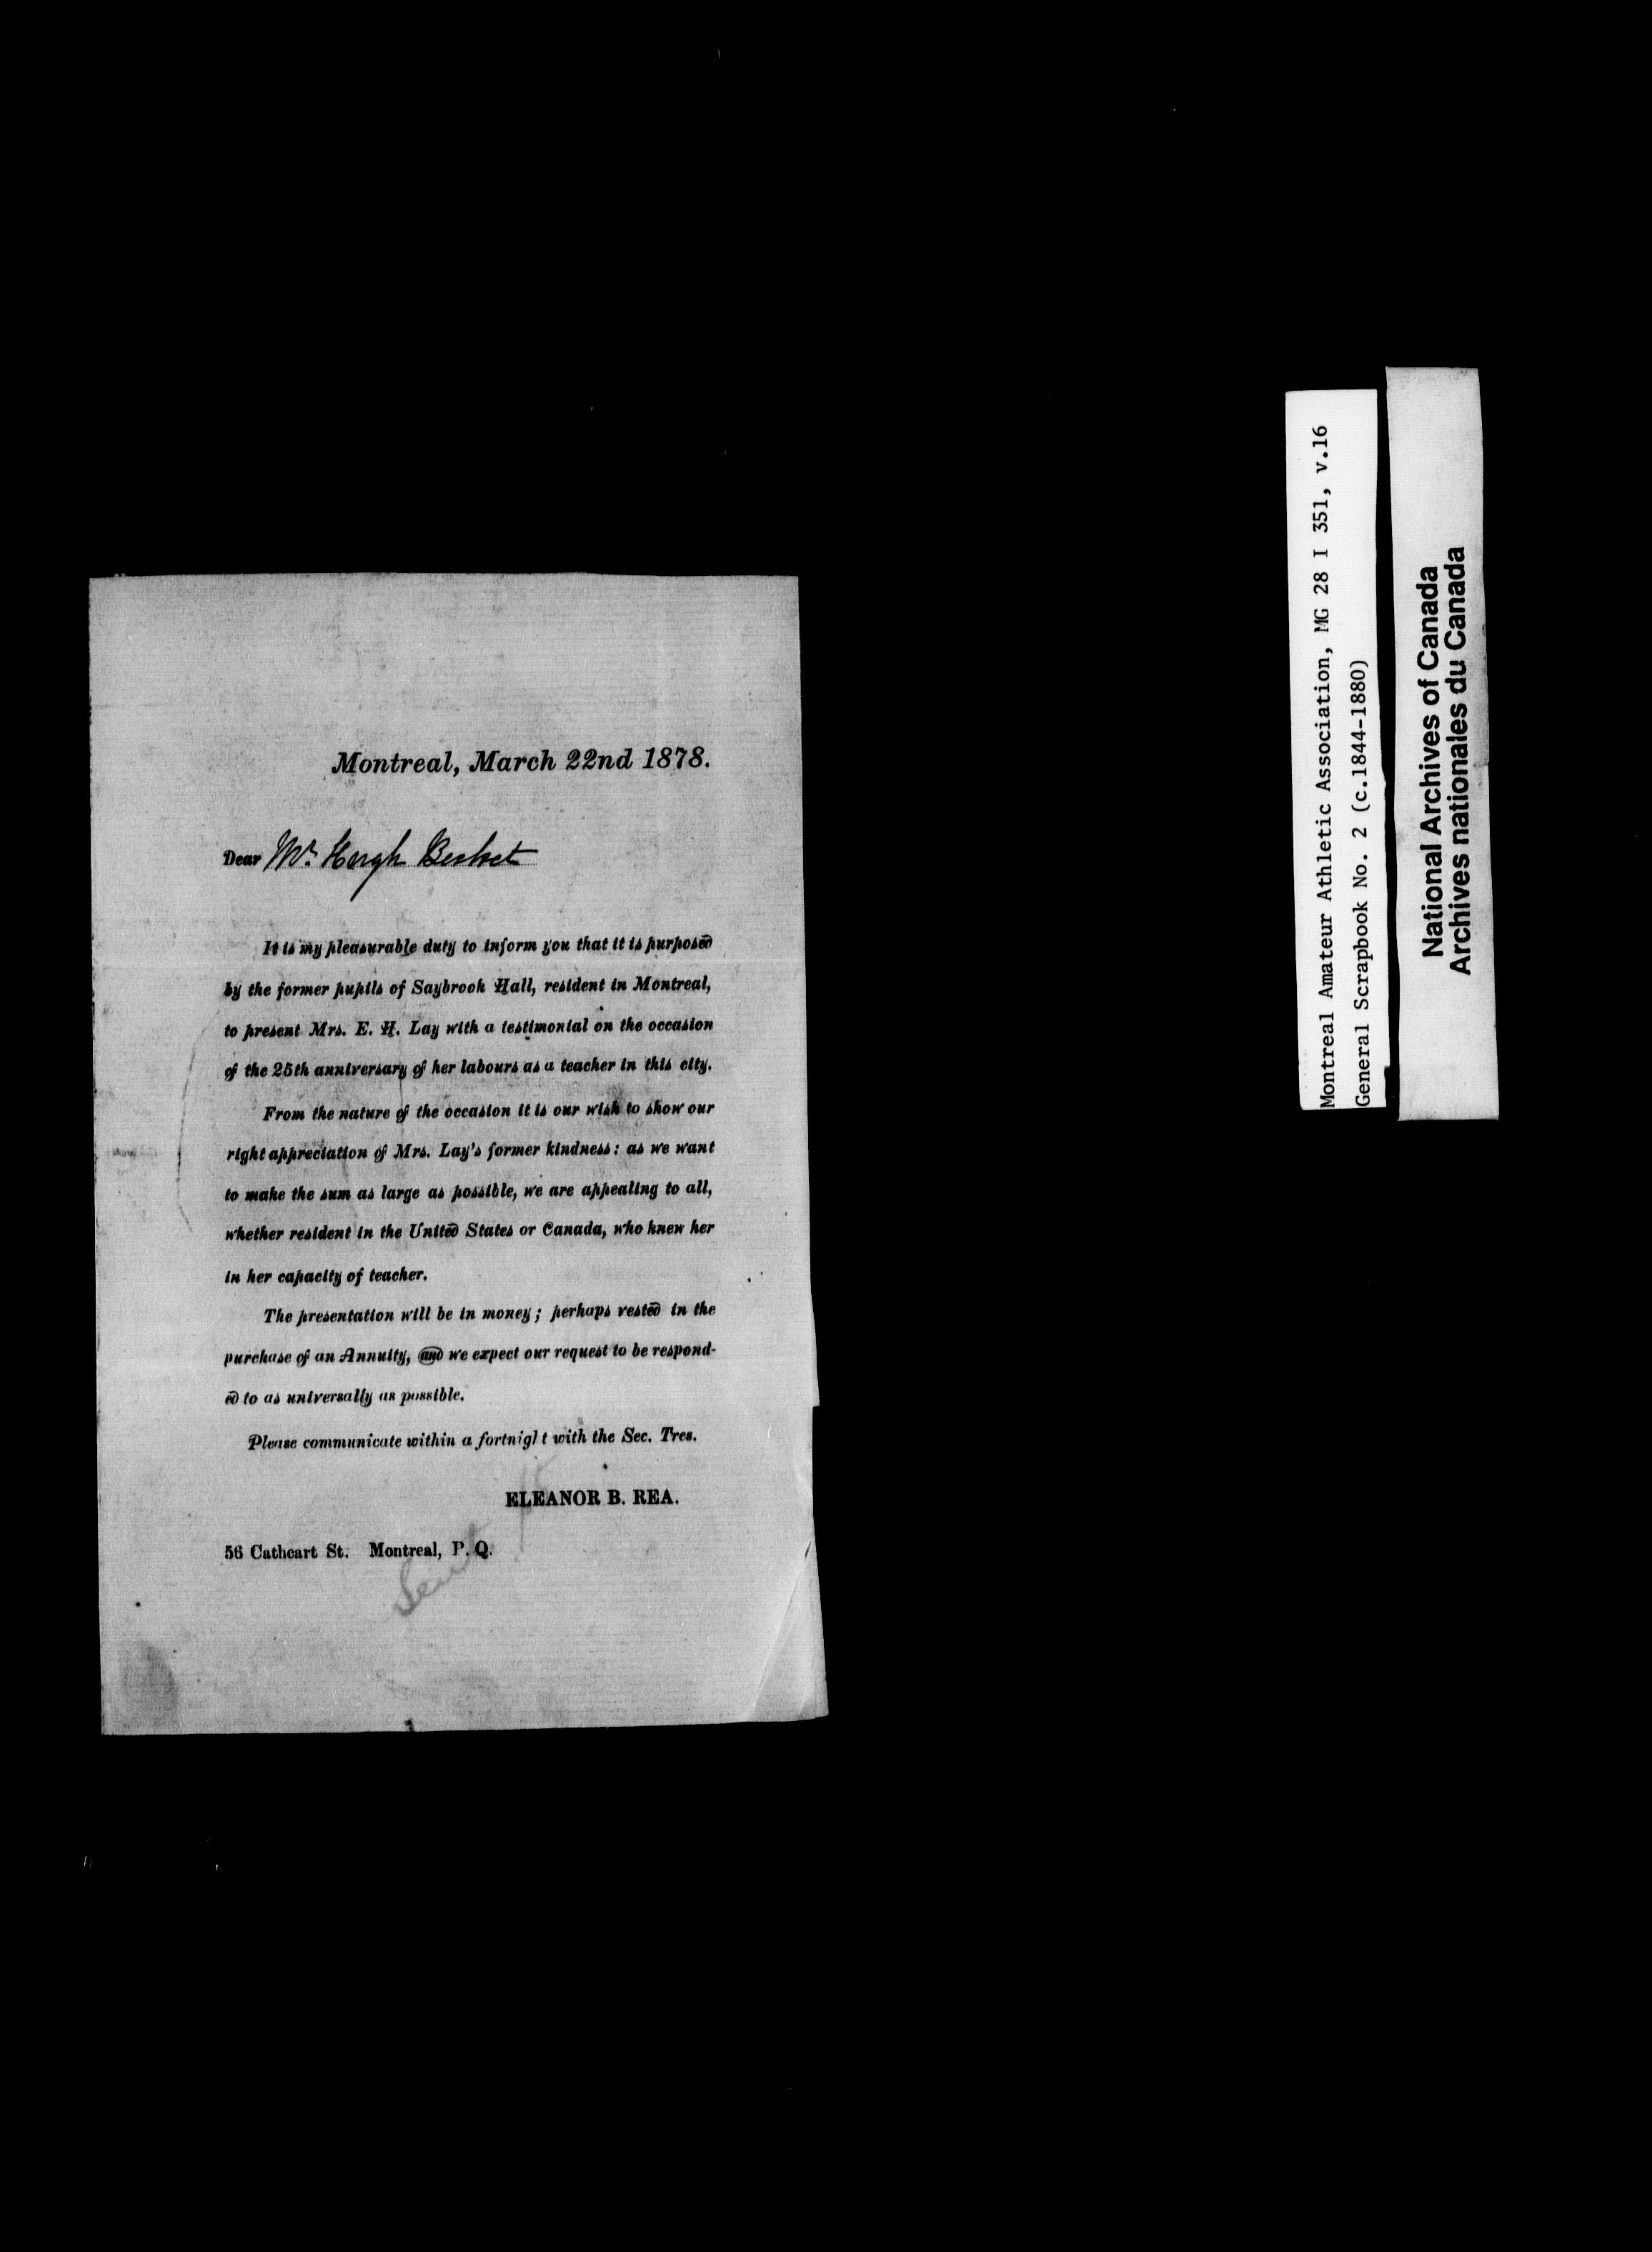 Montreal, March 22nd 1878.
Dear Mr. Hugh Becket
It is my pleasurable duty to inform you that it is purposed
by the former pupils of Saybrook Hall, resident in Montreal,
to present Mrs. E. H. Lay with a testimonial on the occasion
of the 25th anniversary of her labours as a teacher in this city.
From the nature of the occasion it is our wish to show our
right appreciation of Mrs. Lay's former kindness: as we want
to make the sum as large as possible, we are appealing to all,
whether resident in the United States or Canada, who knew her
in her capacity of teacher.
The presentation will be in money; perhaps vested in the
purchase of an Annuity, and we expect our request to be respond-
ed to as universally as possible.
Please communicate within a fortnigl t with the Sec. Tres.
ELEANOR B. REA.
56 Cathcart St. Montreal, P. Q.
Sent
Montreal Amateur Athletic Association, MG 28 I 351, v.16
General Scrapbook No. 2 (c.1844-1880)
National Archives of Canada
Archives nationales du Canada